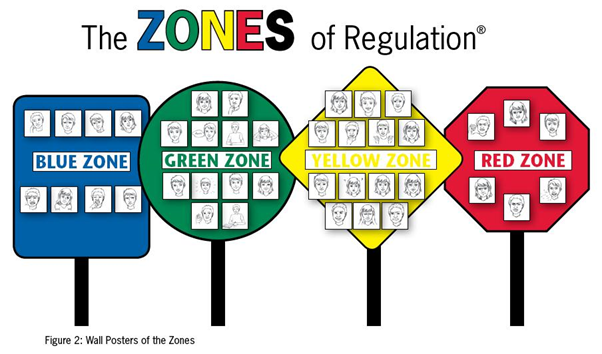 The ZONES of Regulation®
BLUE ZONE
GREEN ZONE
YELLOW ZONE
RED ZONE
Figure 2: Wall Posters of the Zones